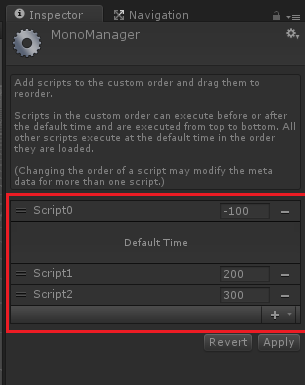 Inspector
Navigation
MonoManager
Add scripts to the custom order and drag them to
reorder.
Scripts in the custom order can execute before or after
the default time and are executed from top to bottom. All
other scripts execute at the default time in the order
they are loaded.
(Changing the order of a script may modify the meta
data for more than one script.)
Script0 -100
Default Time
Script1 200
Script2 300
Revert Apply